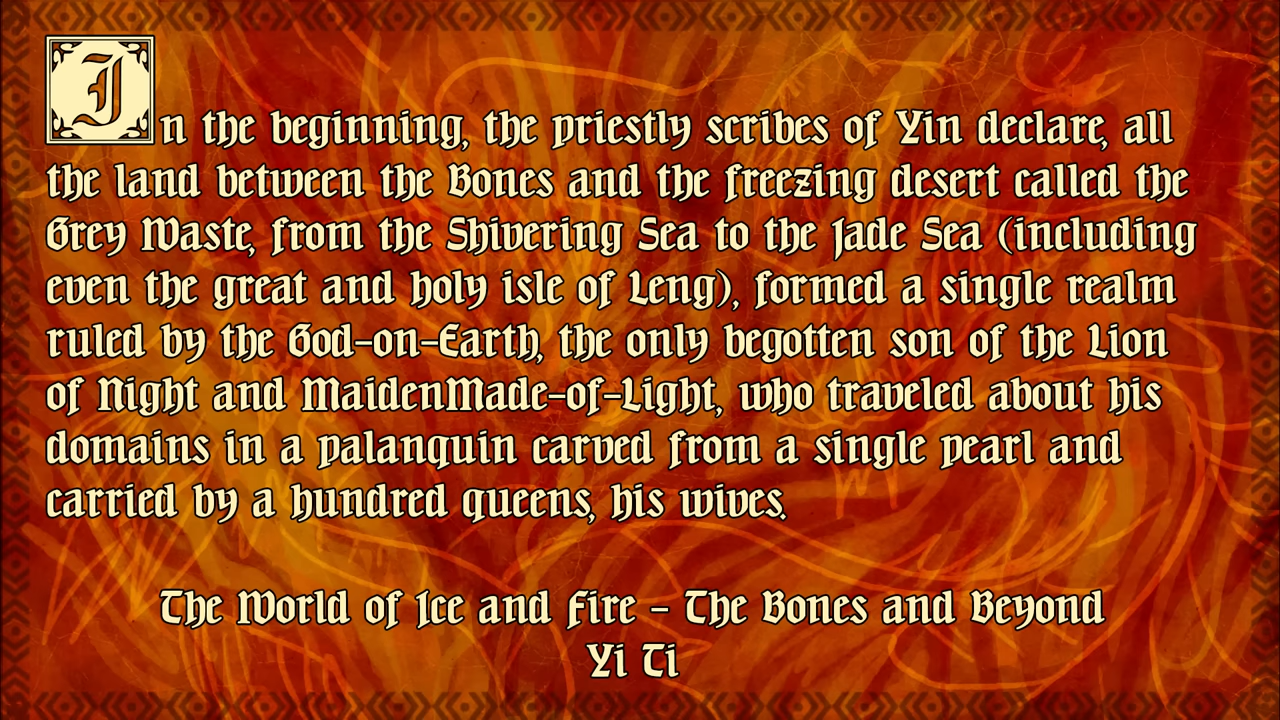 In the beginning, the priestly scribes of Yin declare, all
the land between the Bones and the freezing desert called the
Grey Waste, from the Shivering Sea to the Jade Sea (including
even the great and holy isle of Leng), formed a single realm
ruled by the God-on-Earth, the only begotten son of the Lion
of Night and MaidenMade-of-Light, who traveled about his
domains in a palanquin carved from a single pearl and
carried by a hundred queens, his wives.
The World of Ice and Fire - The Bones and Beyond
Yi Ti